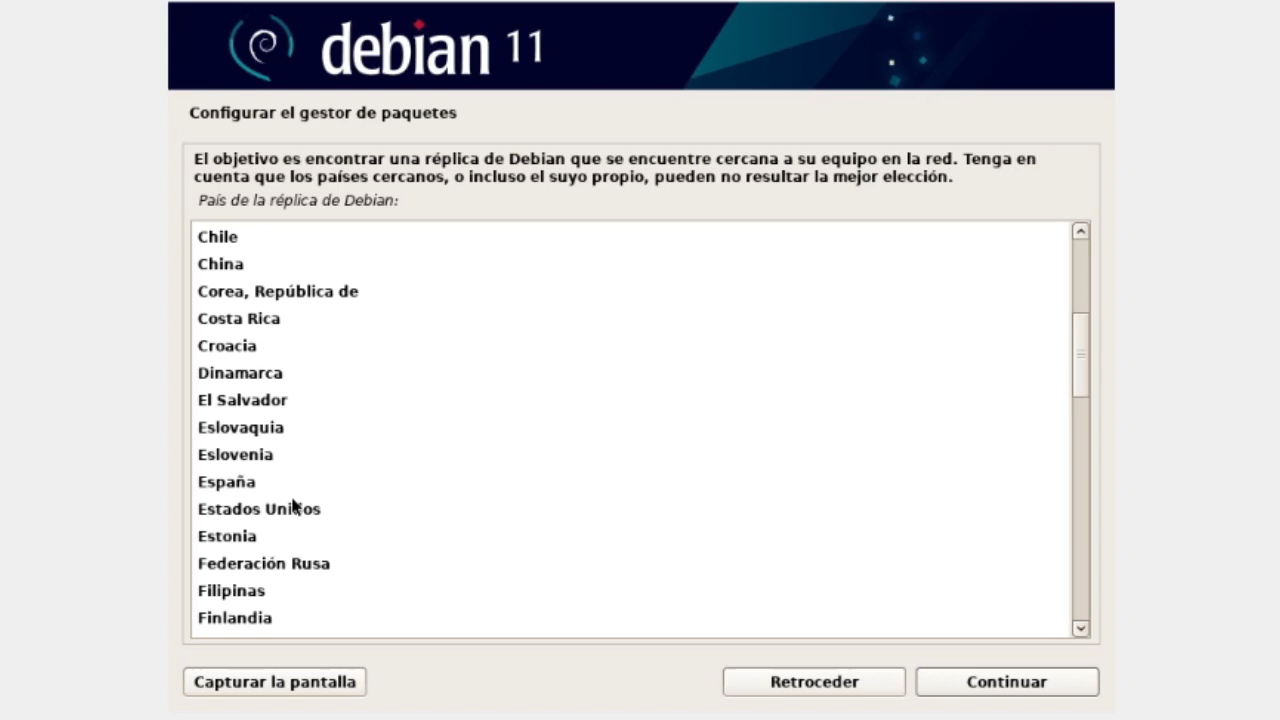 debian 11
Configurar el gestor de paquetes
El objetivo es encontrar una réplica de Debian que se encuentre cercana a su equipo en la red. Tenga en
cuenta que los países cercanos, o incluso el suyo propio, pueden no resultar la mejor elección.
País de la réplica de Debian:
Chile
China
Corea, República de
Costa Rica
Croacia
Dinamarca
El Salvador
Eslovaquia
Eslovenia
España
Estados Unidos
Estonia
Federación Rusa
Filipinas
Finlandia
Capturar la pantalla
Retroceder
Continuar